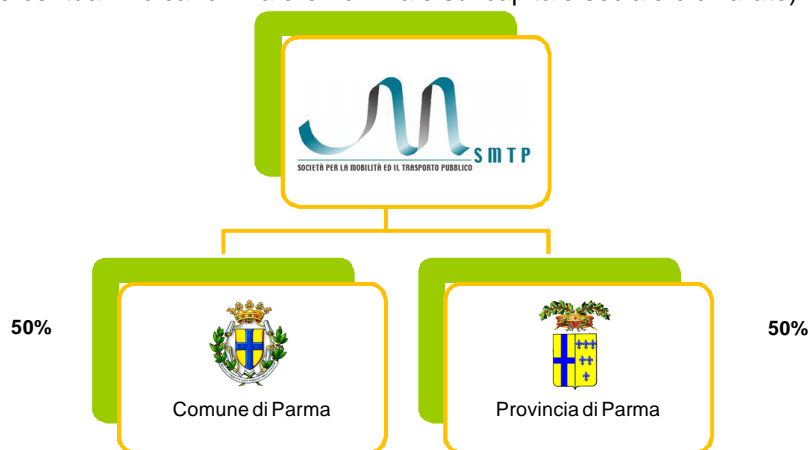 SMTP
SOCIETÀ PER LA MOBILITÀ ED IL TRASPORTO PUBBLICO
50%
50%
Comune di Parma
Provincia di Parma